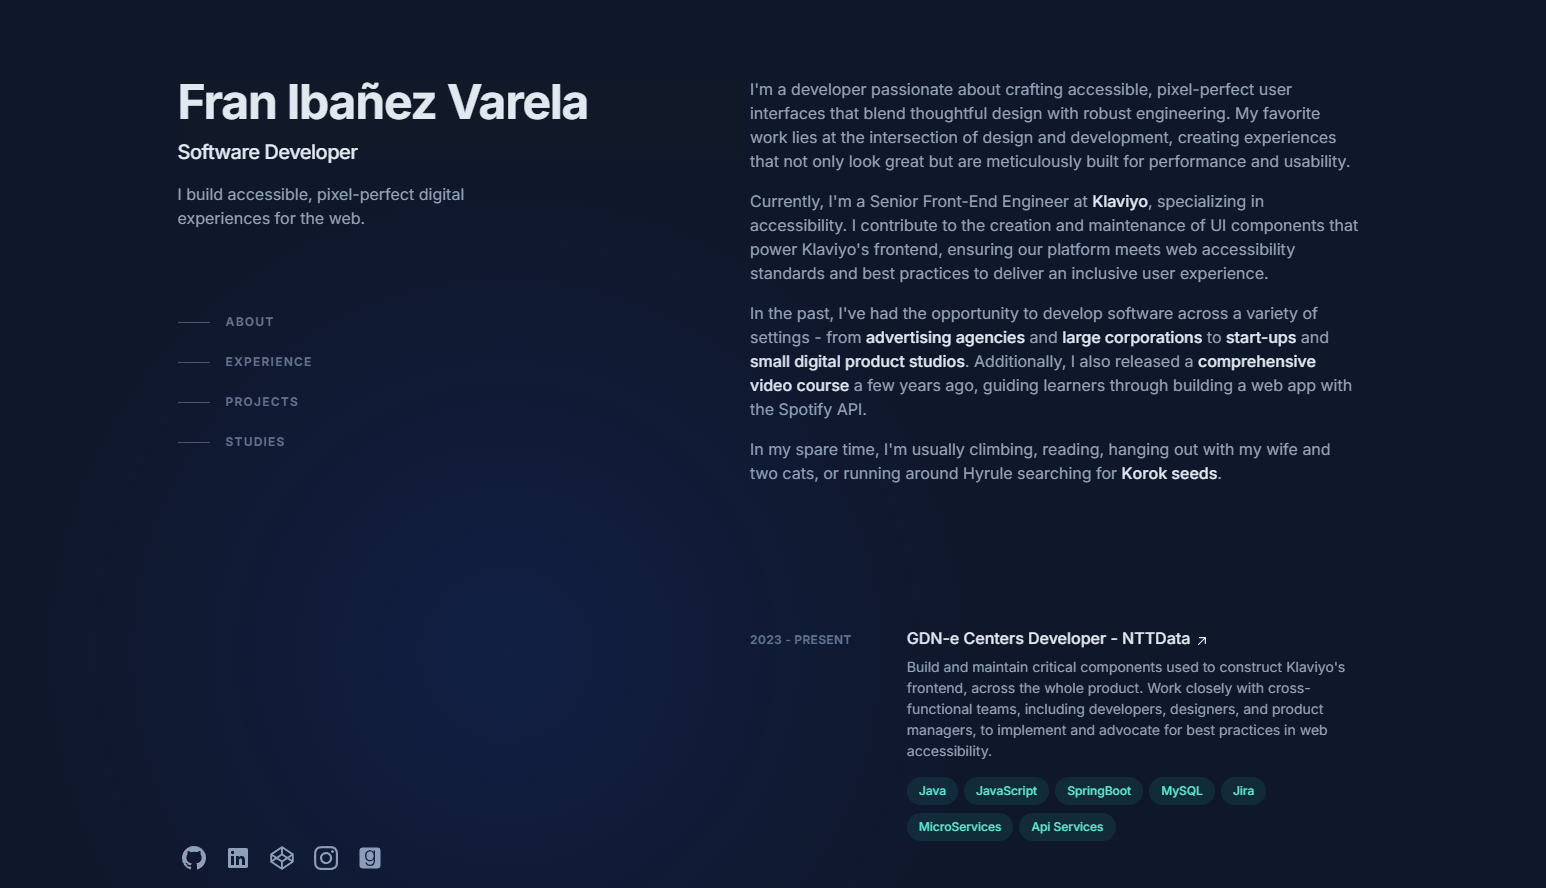 Fran Ibañez Varela
Software Developer
I build accessible, pixel-perfect digital
experiences for the web.
ABOUT
EXPERIENCE
PROJECTS
STUDIES
I'm a developer passionate about crafting accessible, pixel-perfect user
interfaces that blend thoughtful design with robust engineering. My favorite
work lies at the intersection of design and development, creating experiences
that not only look great but are meticulously built for performance and usability.
Currently, I'm a Senior Front-End Engineer at Klaviyo, specializing in
accessibility. I contribute to the creation and maintenance of UI components that
power Klaviyo's frontend, ensuring our platform meets web accessibility
standards and best practices to deliver an inclusive user experience.
In the past, I've had the opportunity to develop software across a variety of
settings - from advertising agencies and large corporations to start-ups and
small digital product studios. Additionally, I also released a comprehensive
video course a few years ago, guiding learners through building a web app with
the Spotify API.
In my spare time, I'm usually climbing, reading, hanging out with my wife and
two cats, or running around Hyrule searching for Korok seeds.
2023 - PRESENT
GDN-e Centers Developer - NTTData
Build and maintain critical components used to construct Klaviyo's
frontend, across the whole product. Work closely with cross-
functional teams, including developers, designers, and product
managers, to implement and advocate for best practices in web
accessibility.
Java JavaScript SpringBoot MySQL Jira
MicroServices Api Services